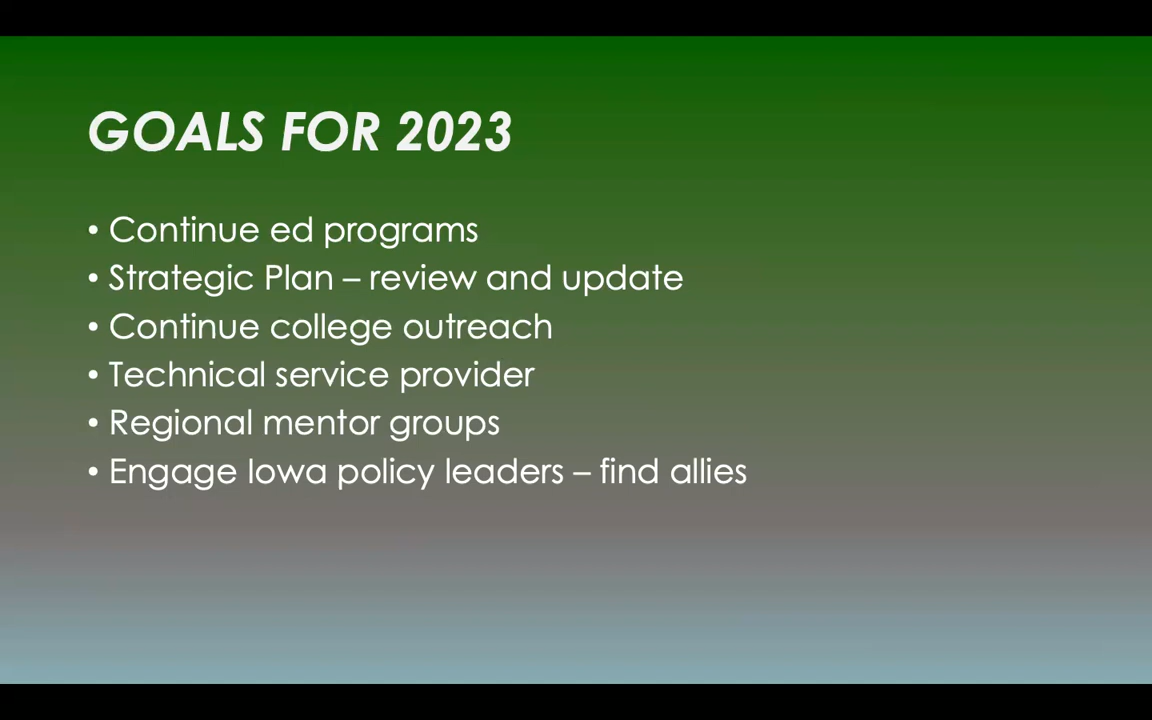 GOALS FOR 2023
• Continue ed programs
• Strategic Plan – review and update
• Continue college outreach
• Technical service provider
• Regional mentor groups
• Engage Iowa policy leaders – find allies